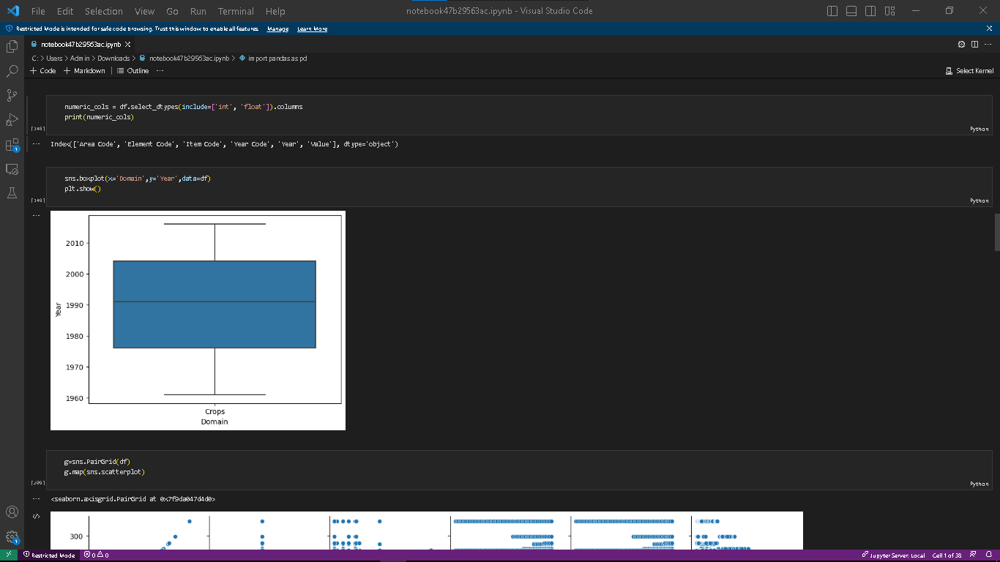 File Edit Selection View Go Run Terminal Help notebook47b29563ac.ipynb - Visual Studio Code
Restricted Mode is intended for safe code browsing. Trust this window to enable all features. Manage Learn More
notebook47b29563ac.ipynb
C: > Users > Admin > Downloads > notebook47b29563ac.ipynb > import pandas as pd
+ Code + Markdown Outline ... Select Kernel
numeric_cols = df.select_dtypes(include=['int', 'float']).columns
print(numeric_cols)
[148] Python
Index(['Area Code', 'Element Code', 'Item Code', 'Year Code', 'Year', 'Value'], dtype='object')
sns.boxplot(x='Domain',y='Year',data=df)
plt.show()
[149] Python
2010
2000
1990
1980
1970
1960
Year
Crops
Domain
g=sns.PairGrid(df)
g.map(sns.scatterplot)
[209] Python
<seaborn.axisgrid.PairGrid at 0x7f9da047d4d0>
300
Restricted Mode 0 0 Jupyter Server: Local Cell 1 of 38
1
1